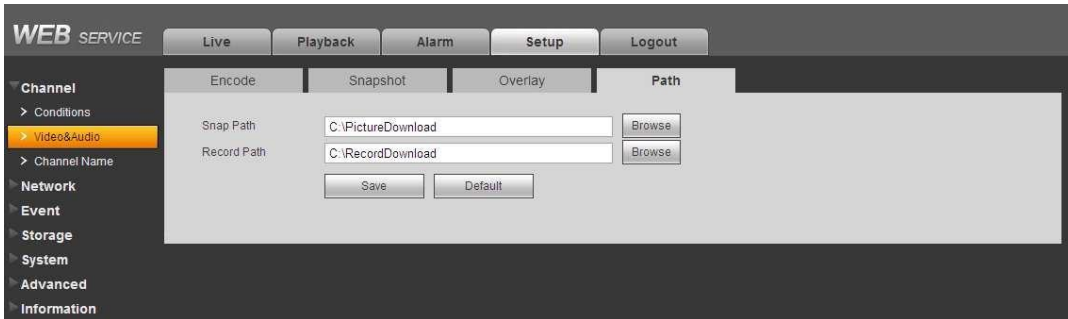 WEB SERVICE
Live Playback Alarm Setup Logout
Encode Snapshot Overlay Path
Channel
> Conditions
> Video&Audio
> Channel Name
Network
Event
Storage
System
Advanced
Information
Snap Path C:\PictureDownload Browse
Record Path C:\RecordDownload Browse
Save Default